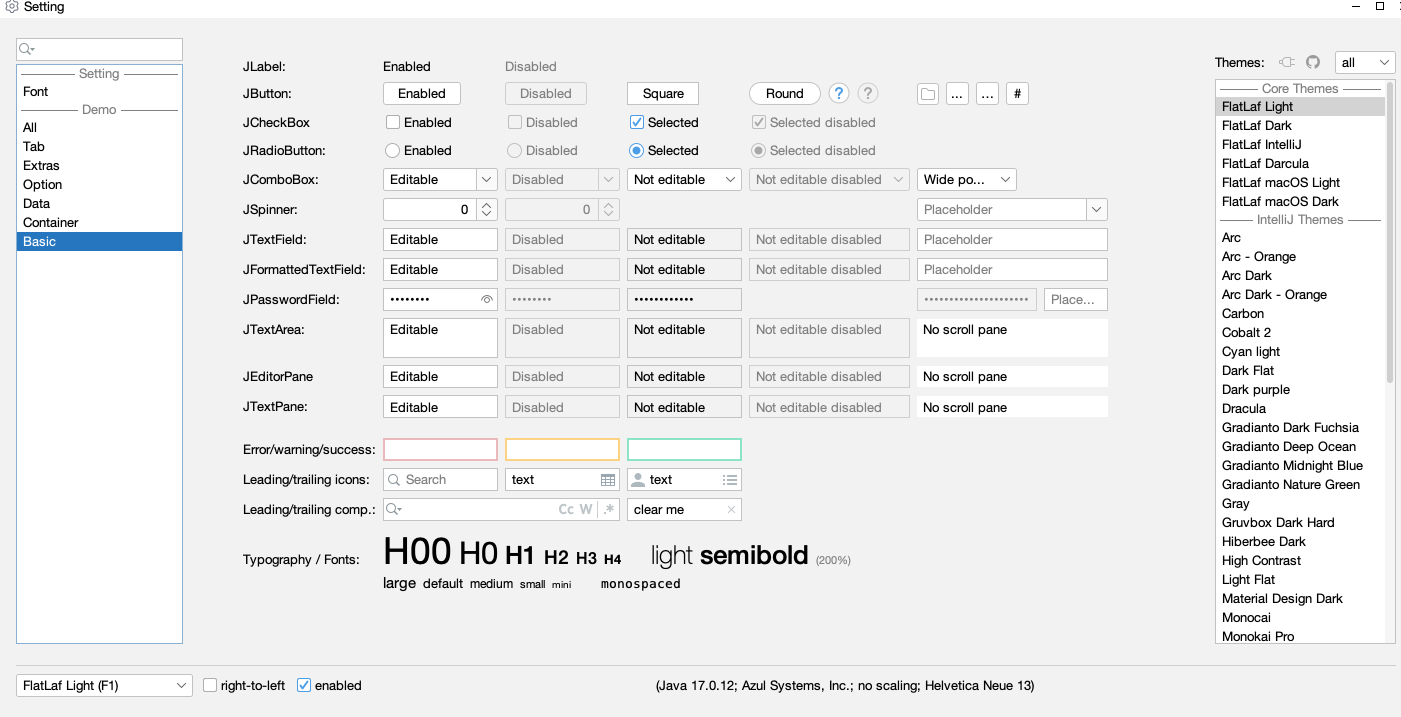 Setting
Setting
Font
Demo
All
Tab
Extras
Option
Data
Container
Basic
JLabel: Enabled Disabled
JButton: Enabled Disabled Square Round ? ? ... ... #
JCheckBox Enabled Disabled Selected Selected disabled
JRadioButton: Enabled Disabled Selected Selected disabled
JComboBox: Editable Disabled Not editable Not editable disabled Wide po...
JSpinner: 0 0 Placeholder
JTextField: Editable Disabled Not editable Not editable disabled Placeholder
JFormattedTextField: Editable Disabled Not editable Not editable disabled Placeholder
JPasswordField: •••••••• •••••••• •••••••••••• •••••••••••••••••••• Place...
JTextArea: Editable Disabled Not editable Not editable disabled No scroll pane
JEditorPane Editable Disabled Not editable Not editable disabled No scroll pane
JTextPane: Editable Disabled Not editable Not editable disabled No scroll pane
Error/warning/success:
Leading/trailing icons: Search text text
Leading/trailing comp.: Cc W .* clear me
Typography / Fonts: H00 H0 H1 H2 H3 H4 light semibold (200%)
large default medium small mini monospaced
Themes: all
Core Themes
FlatLaf Light
FlatLaf Dark
FlatLaf IntelliJ
FlatLaf Darcula
FlatLaf macOS Light
FlatLaf macOS Dark
IntelliJ Themes
Arc
Arc - Orange
Arc Dark
Arc Dark - Orange
Carbon
Cobalt 2
Cyan light
Dark Flat
Dark purple
Dracula
Gradianto Dark Fuchsia
Gradianto Deep Ocean
Gradianto Midnight Blue
Gradianto Nature Green
Gray
Gruvbox Dark Hard
Hiberbee Dark
High Contrast
Light Flat
Material Design Dark
Monocai
Monokai Pro
FlatLaf Light (F1) right-to-left enabled (Java 17.0.12; Azul Systems, Inc.; no scaling; Helvetica Neue 13)